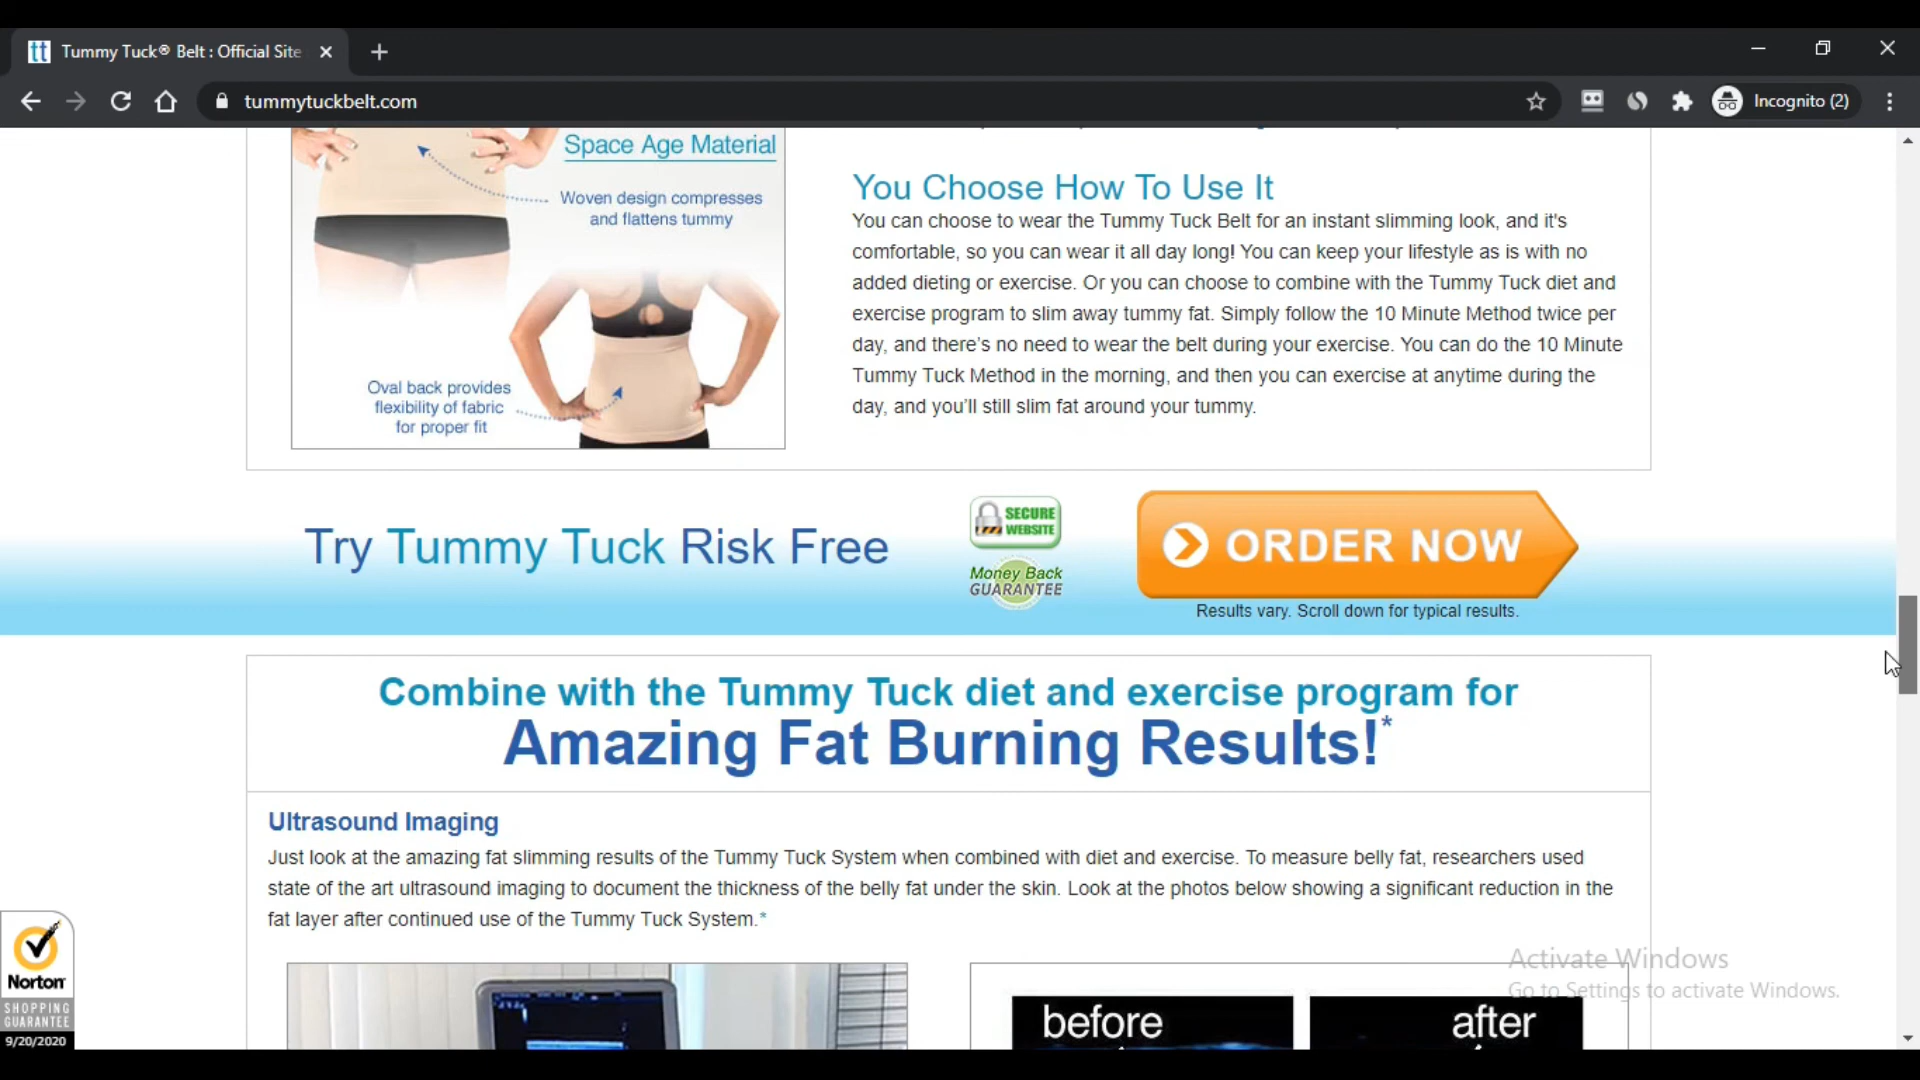 Tummy Tuck® Belt : Official Site
tummytuckbelt.com
Incognito (2)
Space Age Material
Woven design compresses
and flattens tummy
Oval back provides
flexibility of fabric
for proper fit
You Choose How To Use It
You can choose to wear the Tummy Tuck Belt for an instant slimming look, and it's
comfortable, so you can wear it all day long! You can keep your lifestyle as is with no
added dieting or exercise. Or you can choose to combine with the Tummy Tuck diet and
exercise program to slim away tummy fat. Simply follow the 10 Minute Method twice per
day, and there's no need to wear the belt during your exercise. You can do the 10 Minute
Tummy Tuck Method in the morning, and then you can exercise at anytime during the
day, and you'll still slim fat around your tummy.
Try Tummy Tuck Risk Free
SECURE
WEBSITE
Money Back
GUARANTEE
ORDER NOW
Results vary. Scroll down for typical results.
Combine with the Tummy Tuck diet and exercise program for
Amazing Fat Burning Results!*
Ultrasound Imaging
Just look at the amazing fat slimming results of the Tummy Tuck System when combined with diet and exercise. To measure belly fat, researchers used
state of the art ultrasound imaging to document the thickness of the belly fat under the skin. Look at the photos below showing a significant reduction in the
fat layer after continued use of the Tummy Tuck System.*
before
after
Norton
SHOPPING
GUARANTEE
9/20/2020
Activate Windows
Go to Settings to activate Windows.